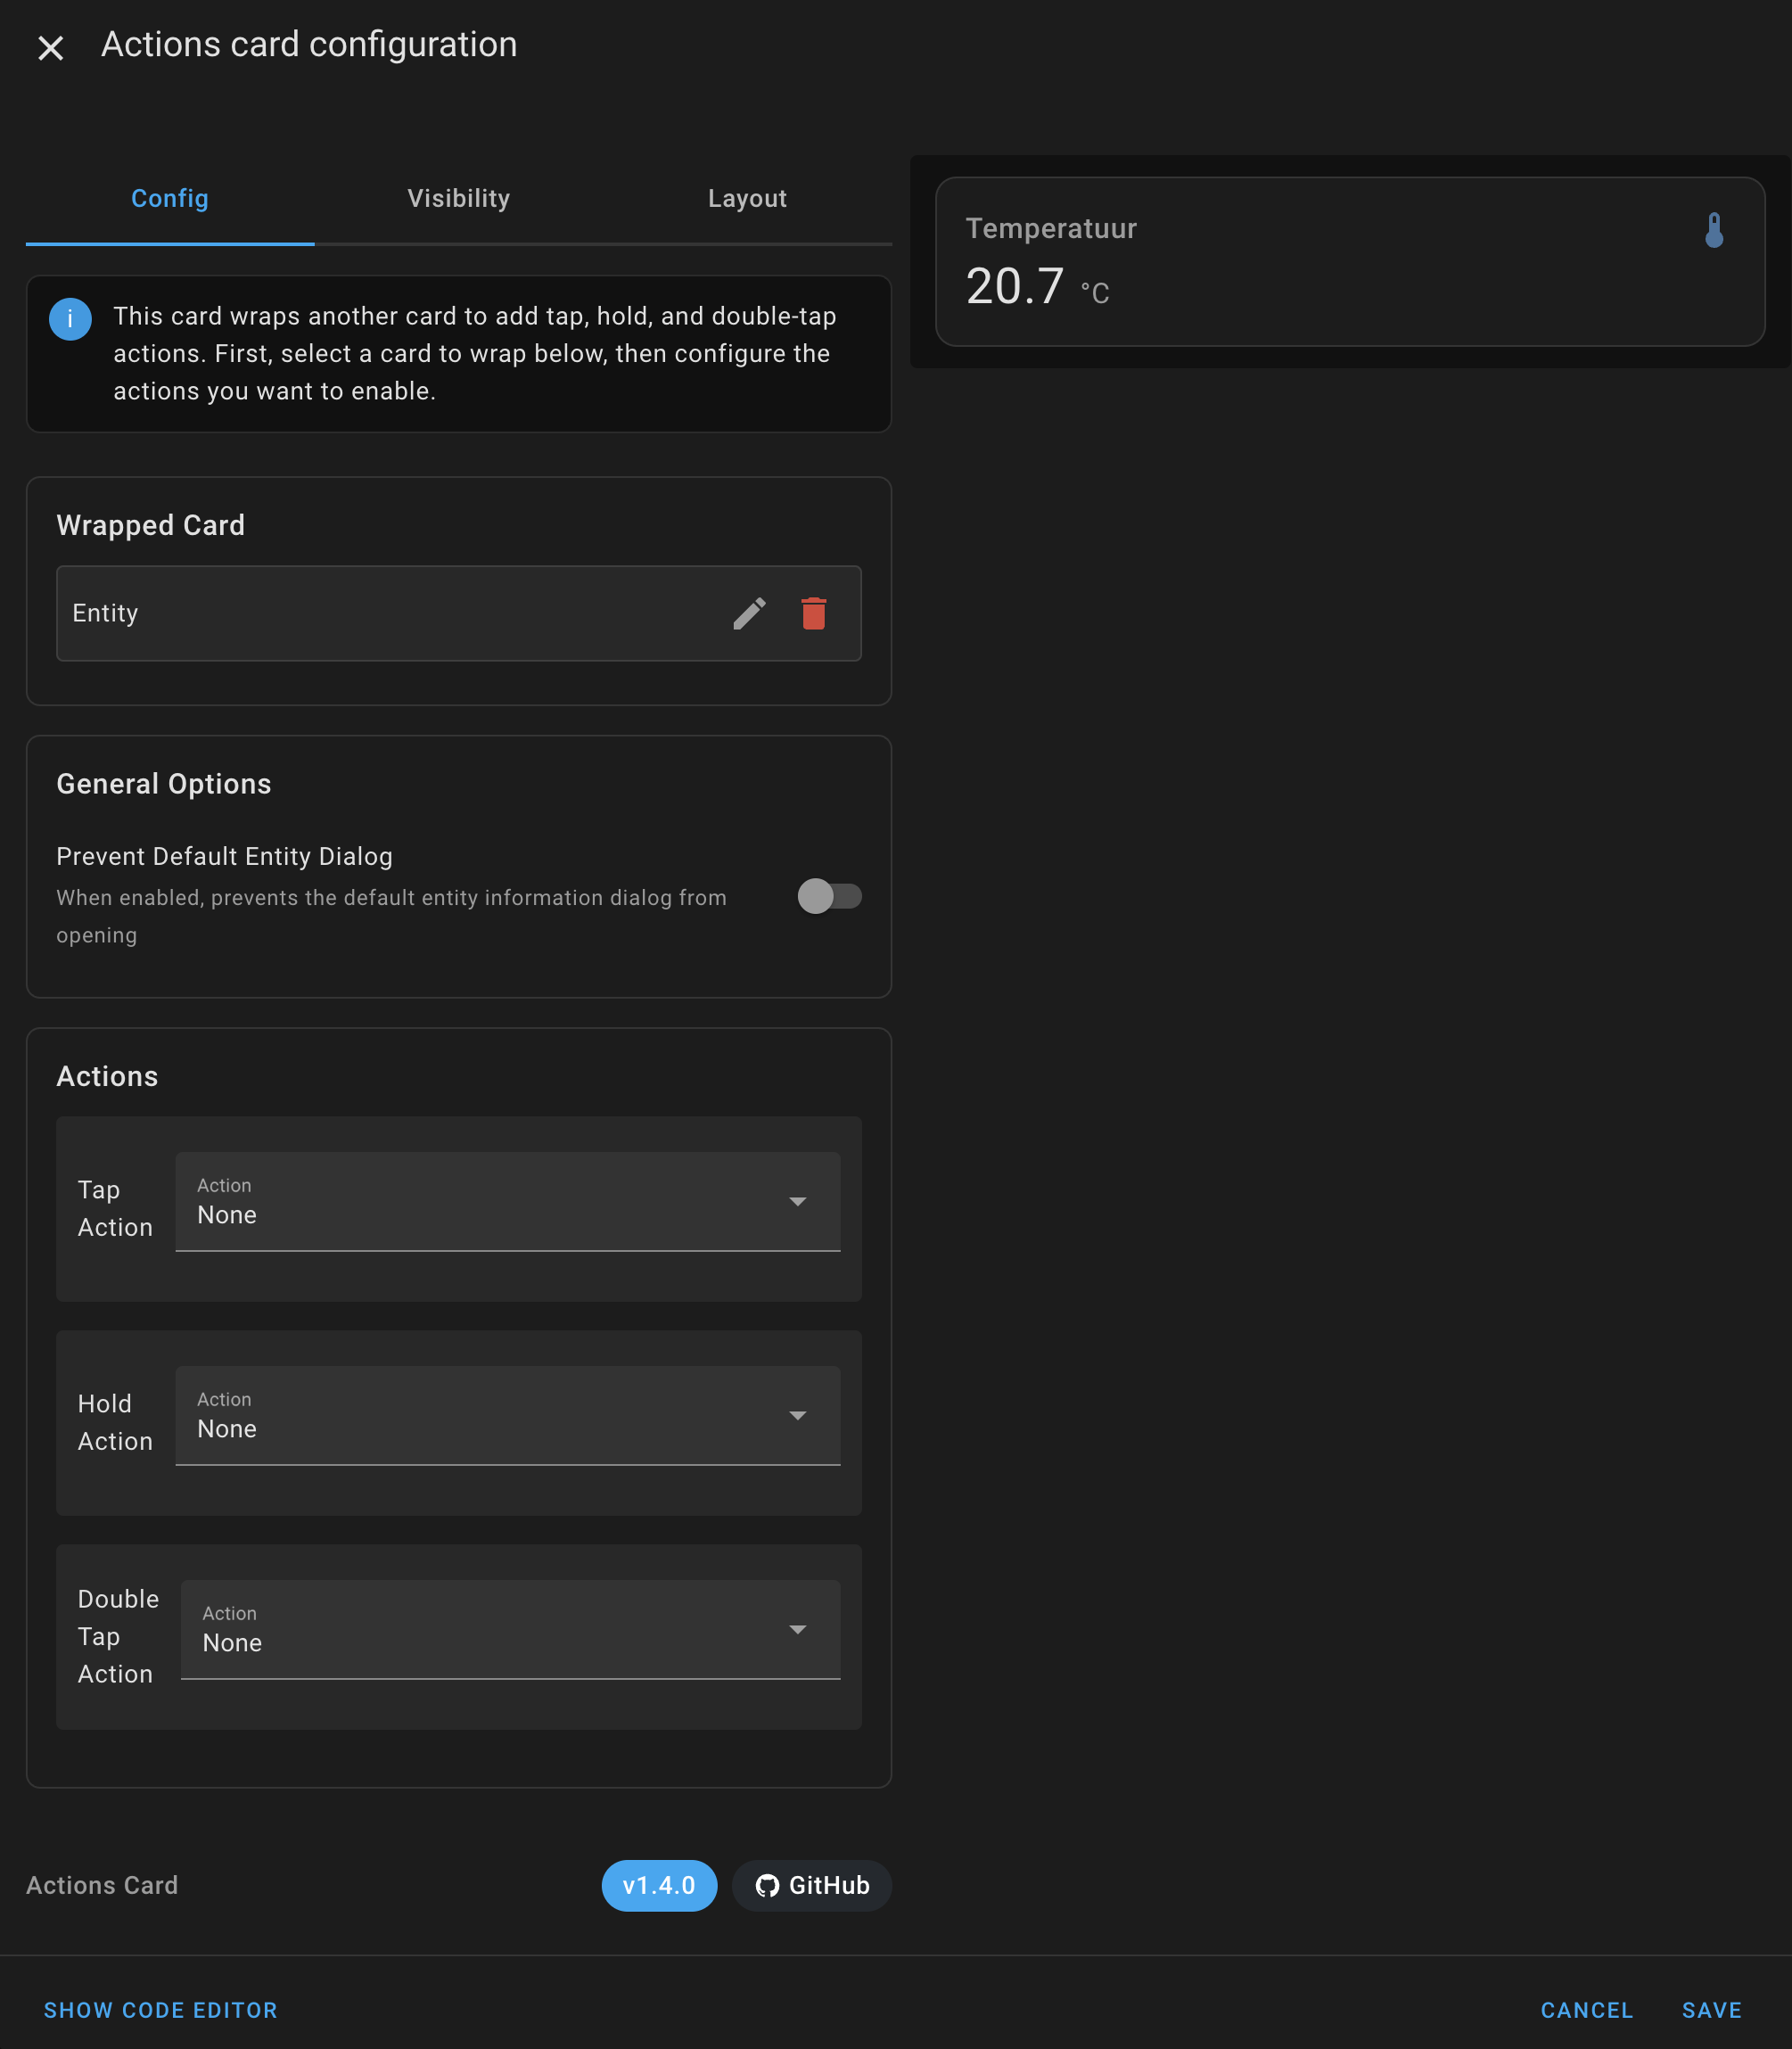 Actions card configuration
Config
Visibility
Layout
This card wraps another card to add tap, hold, and double-tap
actions. First, select a card to wrap below, then configure the
actions you want to enable.
Temperatuur
20.7 °C
Wrapped Card
Entity
General Options
Prevent Default Entity Dialog
When enabled, prevents the default entity information dialog from
opening
Actions
Tap
Action
Action
None
Hold
Action
Action
None
Double
Tap
Action
Action
None
Actions Card
v1.4.0
GitHub
SHOW CODE EDITOR
CANCEL
SAVE